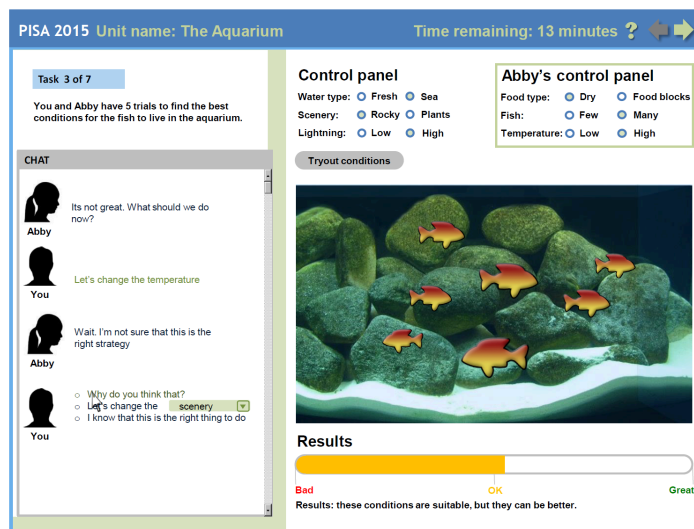 PISA 2015 Unit name: The Aquarium
Time remaining: 13 minutes ?
Task 3 of 7
You and Abby have 5 trials to find the best
conditions for the fish to live in the aquarium.
CHAT
Its not great. What should we do
now?
Abby
Let's change the temperature
You
Wait. I'm not sure that this is the
right strategy
Abby
Why do you think that?
Let's change the scenery
I know that this is the right thing to do
You
Control panel
Water type: Fresh Sea
Scenery: Rocky Plants
Lightning: Low High
Abby's control panel
Food type: Dry Food blocks
Fish: Few Many
Temperature: Low High
Tryout conditions
Results
Bad OK Great
Results: these conditions are suitable, but they can be better.